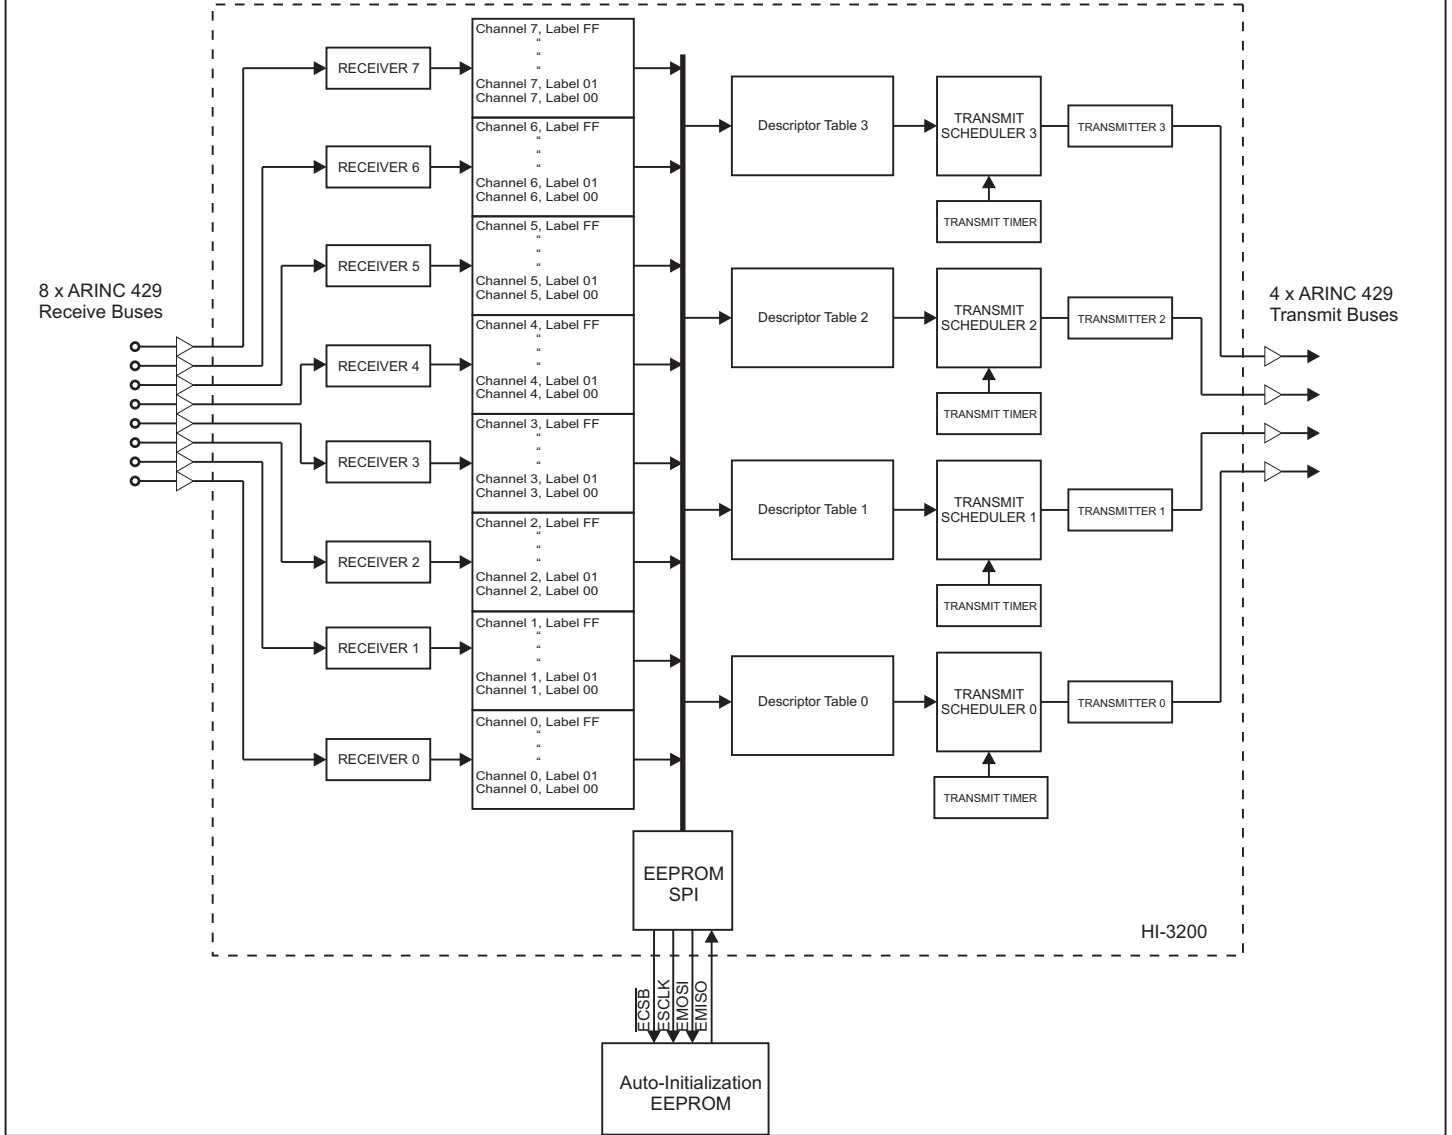 8 x ARINC 429
Receive Buses
RECEIVER 7
RECEIVER 6
RECEIVER 5
RECEIVER 4
RECEIVER 3
RECEIVER 2
RECEIVER 1
RECEIVER 0
Channel 7, Label FF
“
“
“
Channel 7, Label 01
Channel 7, Label 00
Channel 6, Label FF
“
“
“
Channel 6, Label 01
Channel 6, Label 00
Channel 5, Label FF
“
“
“
Channel 5, Label 01
Channel 5, Label 00
Channel 4, Label FF
“
“
“
Channel 4, Label 01
Channel 4, Label 00
Channel 3, Label FF
“
“
“
Channel 3, Label 01
Channel 3, Label 00
Channel 2, Label FF
“
“
“
Channel 2, Label 01
Channel 2, Label 00
Channel 1, Label FF
“
“
“
Channel 1, Label 01
Channel 1, Label 00
Channel 0, Label FF
“
“
“
Channel 0, Label 01
Channel 0, Label 00
Descriptor Table 3
TRANSMIT
SCHEDULER 3
TRANSMITTER 3
TRANSMIT TIMER
Descriptor Table 2
TRANSMIT
SCHEDULER 2
TRANSMITTER 2
TRANSMIT TIMER
Descriptor Table 1
TRANSMIT
SCHEDULER 1
TRANSMITTER 1
TRANSMIT TIMER
Descriptor Table 0
TRANSMIT
SCHEDULER 0
TRANSMITTER 0
TRANSMIT TIMER
4 x ARINC 429
Transmit Buses
EEPROM
SPI
HI-3200
ECSB
ESCLK
EMOSI
EMISO
Auto-Initialization
EEPROM